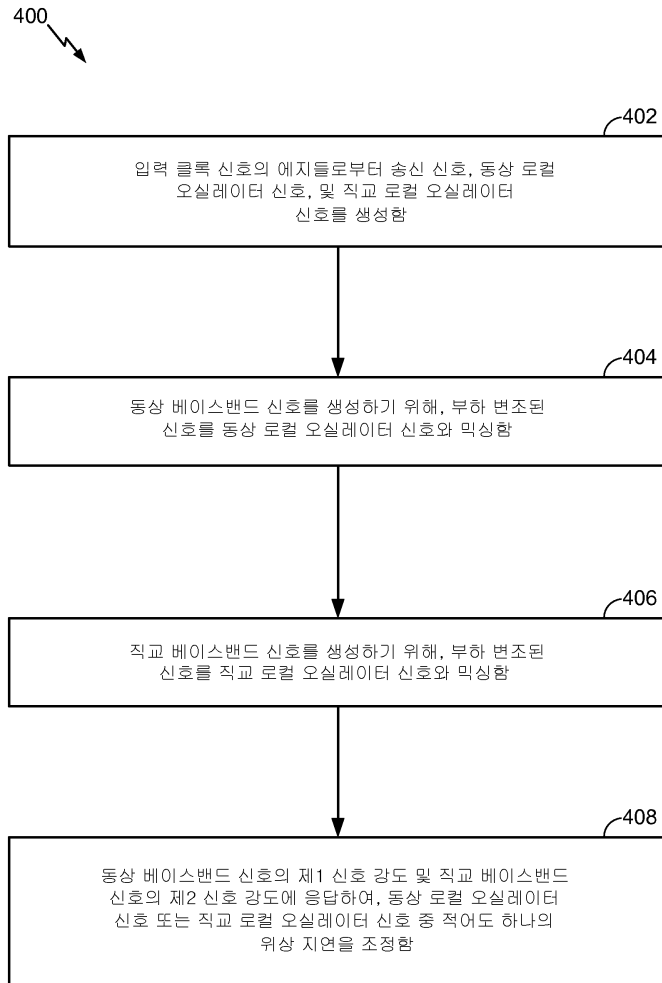 400
402
입력 클록 신호의 에지들로부터 송신 신호, 동상 로컬
오실레이터 신호, 및 직교 로컬 오실레이터
신호를 생성함
404
동상 베이스밴드 신호를 생성하기 위해, 부하 변조된
신호를 동상 로컬 오실레이터 신호와 믹싱함
406
직교 베이스밴드 신호를 생성하기 위해, 부하 변조된
신호를 직교 로컬 오실레이터 신호와 믹싱함
408
동상 베이스밴드 신호의 제1 신호 강도 및 직교 베이스밴드
신호의 제2 신호 강도에 응답하여, 동상 로컬 오실레이터
신호 또는 직교 로컬 오실레이터 신호 중 적어도 하나의
위상 지연을 조정함